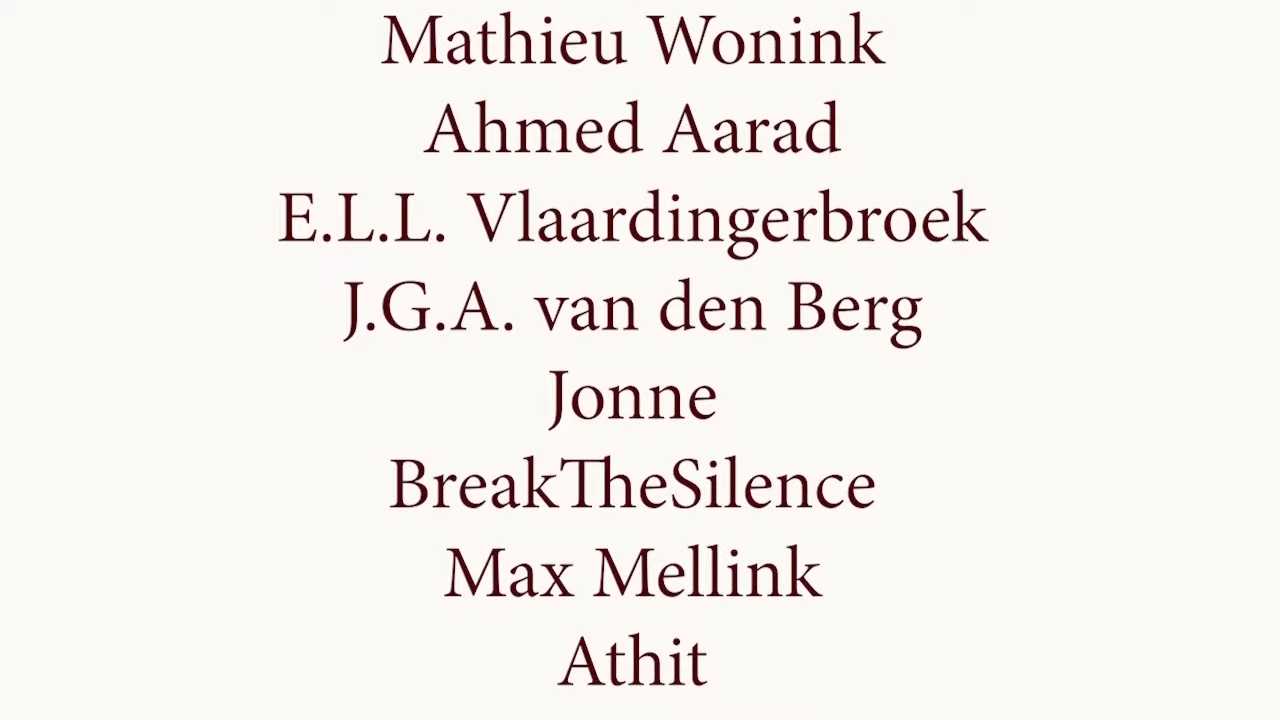 Mathieu Wonink
Ahmed Aarad
E.L.L. Vlaardingerbroek
J.G.A. van den Berg
Jonne
BreakTheSilence
Max Mellink
Athit